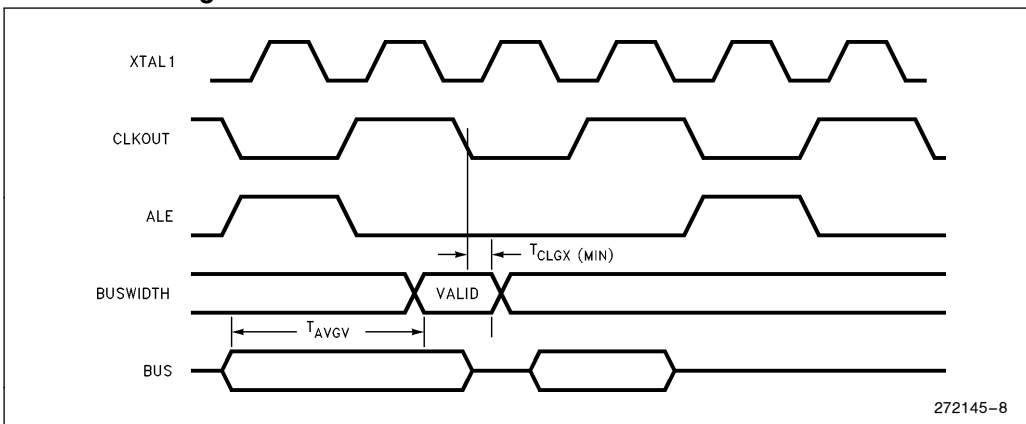 XTAL1
CLKOUT
ALE
T_CLGX (MIN)
BUSWIDTH
VALID
T_AVGV
BUS
272145–8